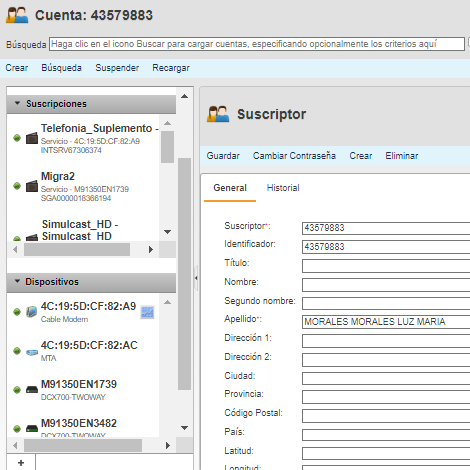 Cuenta: 43579883
Búsqueda Haga clic en el icono Buscar para cargar cuentas, especificando opcionalmente los criterios aquí
Crear Búsqueda Suspender Recargar
Suscripciones
Telefonia_Suplemento -
Servicio - 4C:19:5D:CF:82:A9
INTSRV67306374
Migra2
Servicio - M91350EN1739
SGA0000018366194
Simulcast_HD -
Simulcast_HD
Dispositivos
4C:19:5D:CF:82:A9
Cable Modem
4C:19:5D:CF:82:AC
MTA
M91350EN1739
DCX700-TWOWAY
M91350EN3482
DCX700-TWOWAY
+
Suscriptor
Guardar Cambiar Contraseña Crear Eliminar
General Historial
Suscriptor*: 43579883
Identificador: 43579883
Título:
Nombre:
Segundo nombre:
Apellido*: MORALES MORALES LUZ MARIA
Dirección 1:
Dirección 2:
Ciudad:
Provincia:
Código Postal:
País:
Latitud:
Longitud: